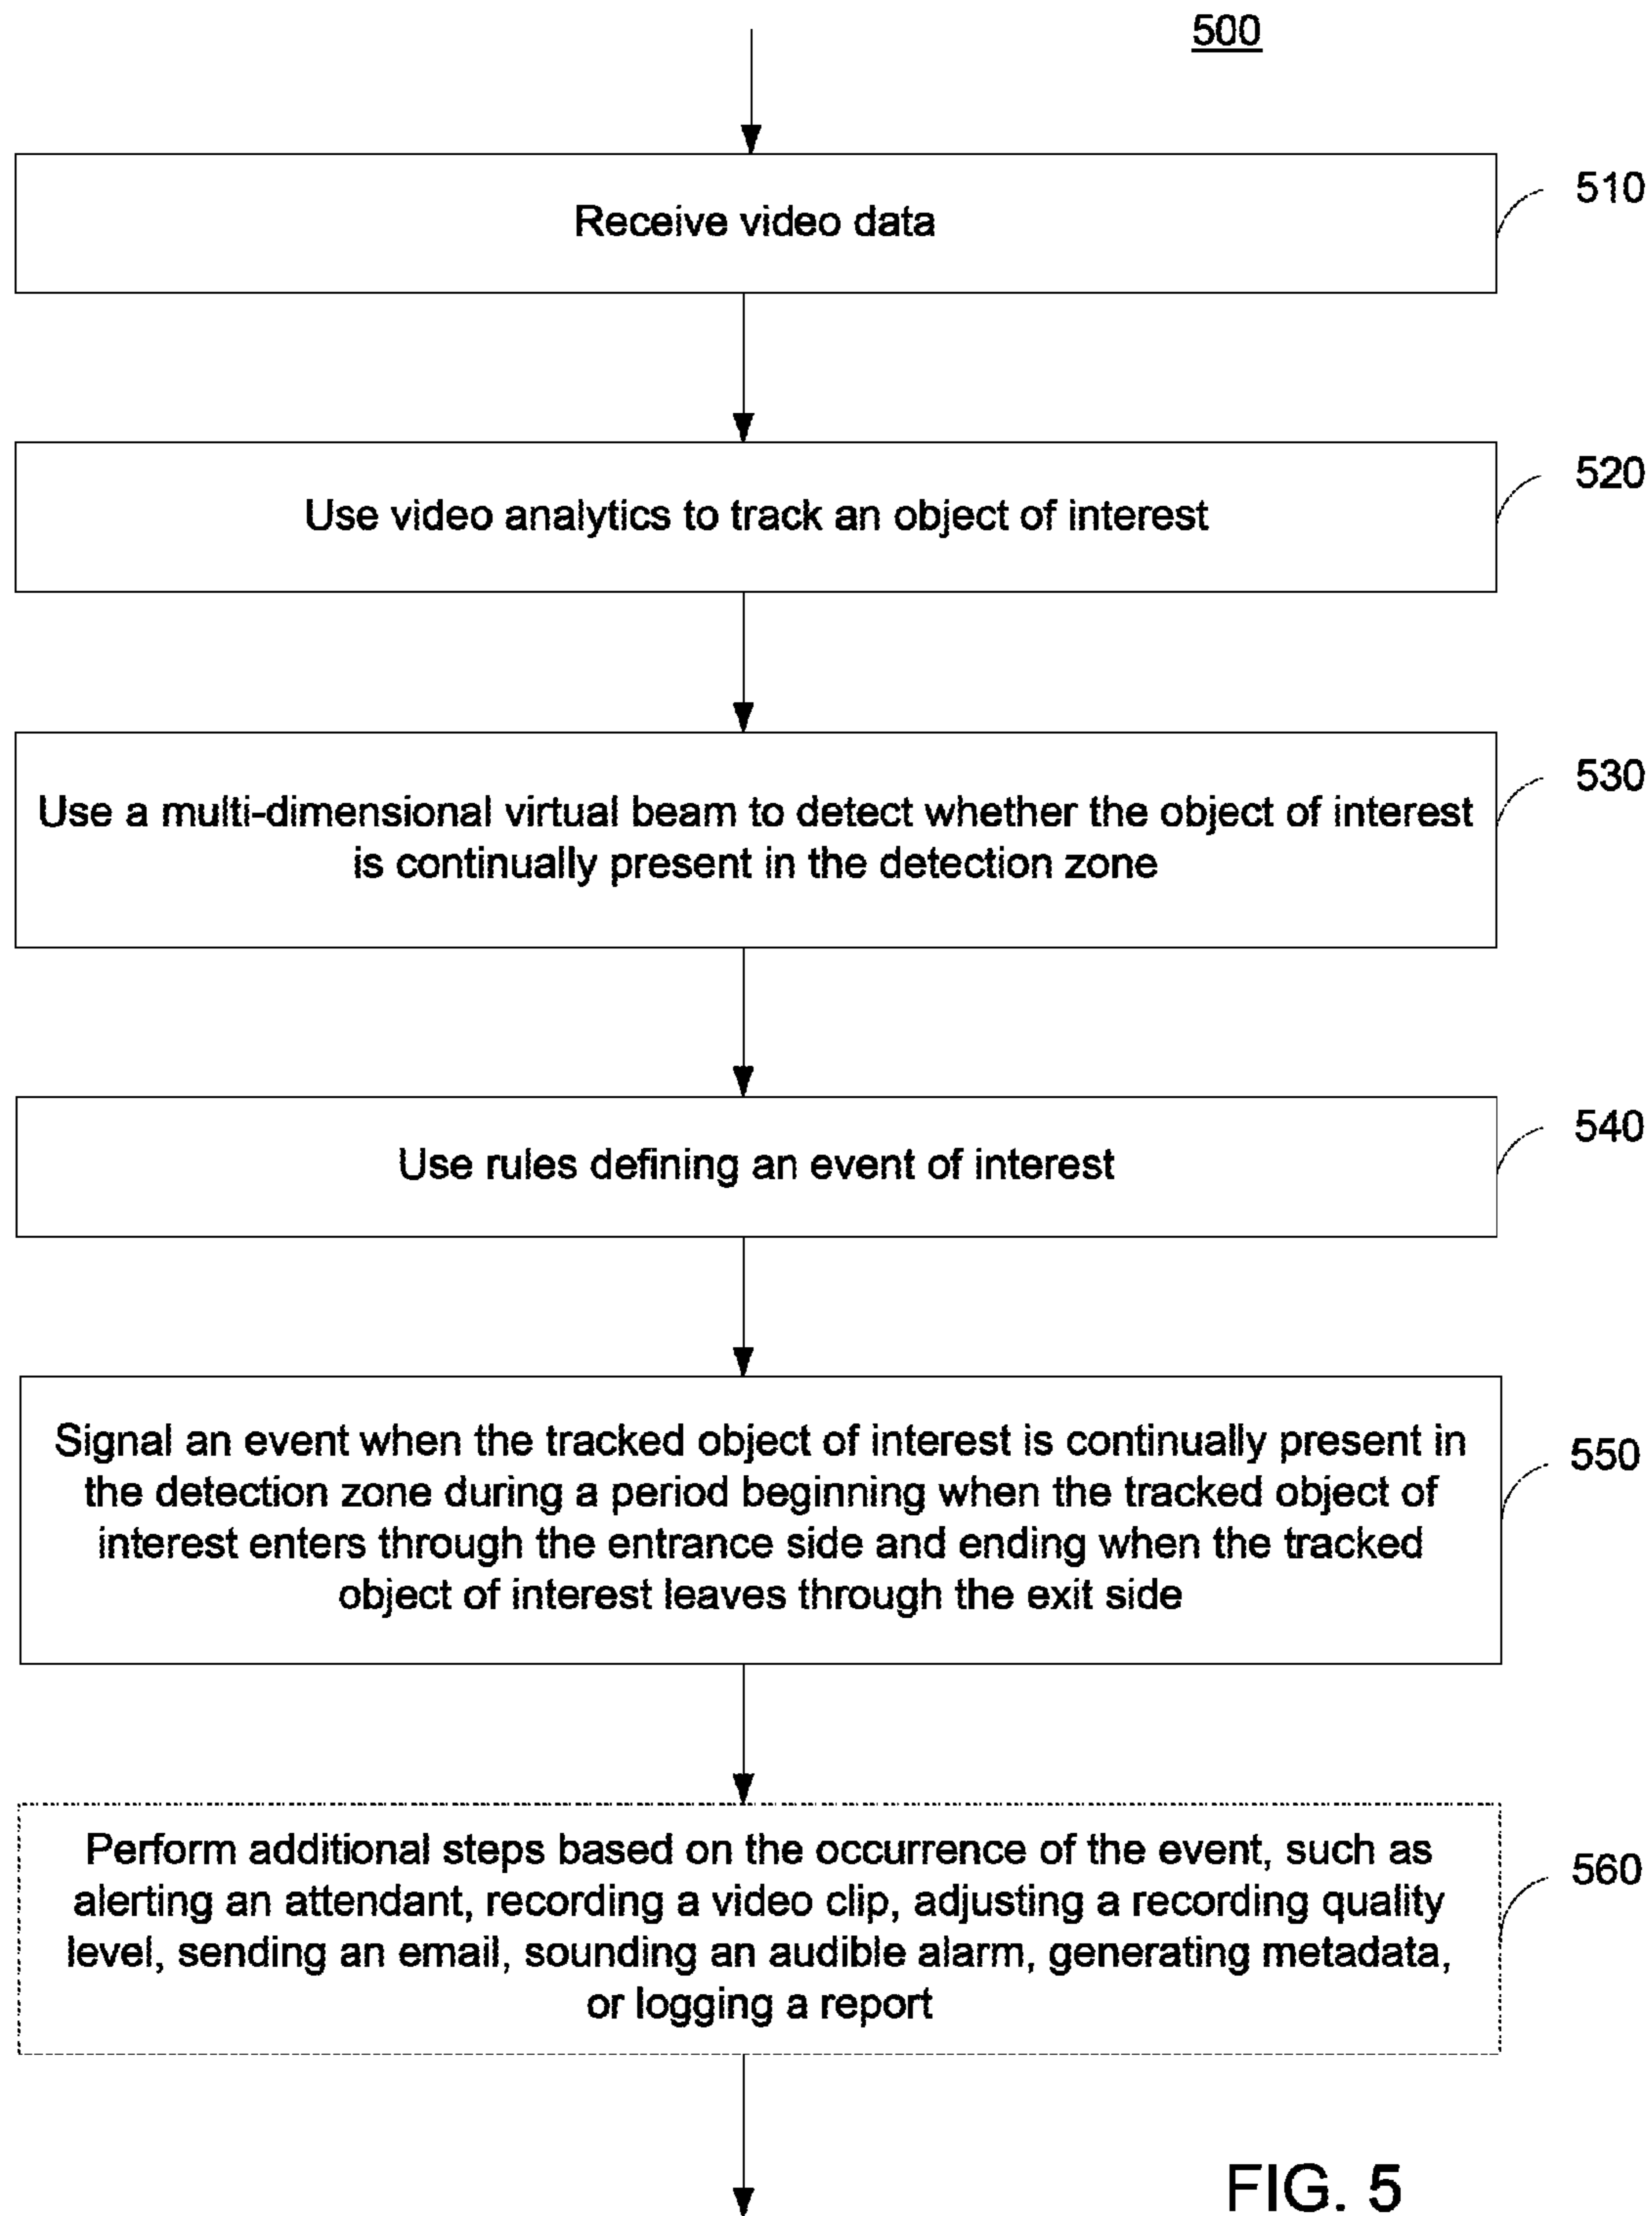 500
Receive video data
510
Use video analytics to track an object of interest
520
Use a multi-dimensional virtual beam to detect whether the object of interest
is continually present in the detection zone
530
Use rules defining an event of interest
540
Signal an event when the tracked object of interest is continually present in
the detection zone during a period beginning when the tracked object of
interest enters through the entrance side and ending when the tracked
object of interest leaves through the exit side
550
Perform additional steps based on the occurrence of the event, such as
alerting an attendant, recording a video clip, adjusting a recording quality
level, sending an email, sounding an audible alarm, generating metadata,
or logging a report
560
FIG. 5